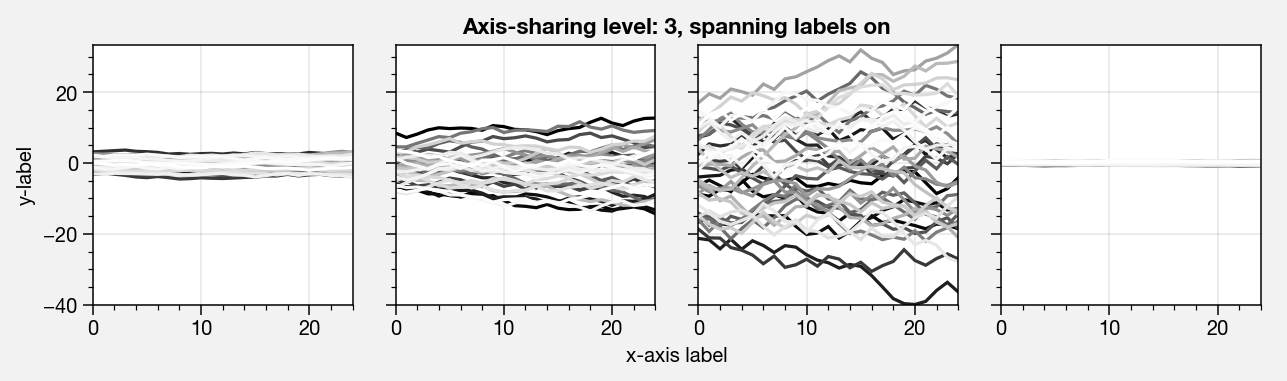 Axis-sharing level: 3, spanning labels on
20
0
−20
−40
y-label
0 10 20
0 10 20
0 10 20
0 10 20
x-axis label